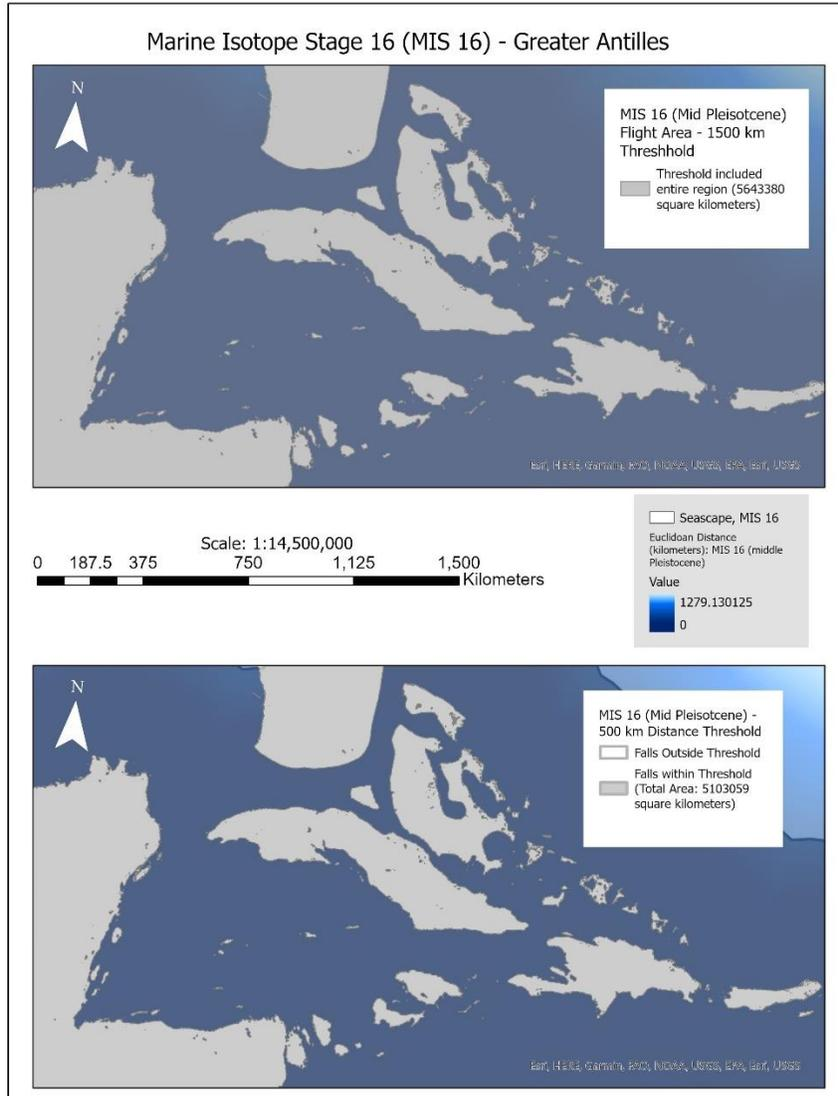 Marine Isotope Stage 16 (MIS 16) - Greater Antilles
N
MIS 16 (Mid Pleisotcene)
Flight Area - 1500 km
Threshhold
Threshold included
entire region (5643380
square kilometers)
Esri, HERE, Garmin, FAO, NOAA, USGS, EPA, Esri, USGS
Scale: 1:14,500,000
0 187.5 375 750 1,125 1,500
Kilometers
Seascape, MIS 16
Euclidoan Distance
(kilometers): MIS 16 (middle
Pleistocene)
Value
1279.130125
0
N
MIS 16 (Mid Pleisotcene) -
500 km Distance Threshold
Falls Outside Threshold
Falls within Threshold
(Total Area: 5103059
square kilometers)
Esri, HERE, Garmin, FAO, NOAA, USGS, EPA, Esri, USGS